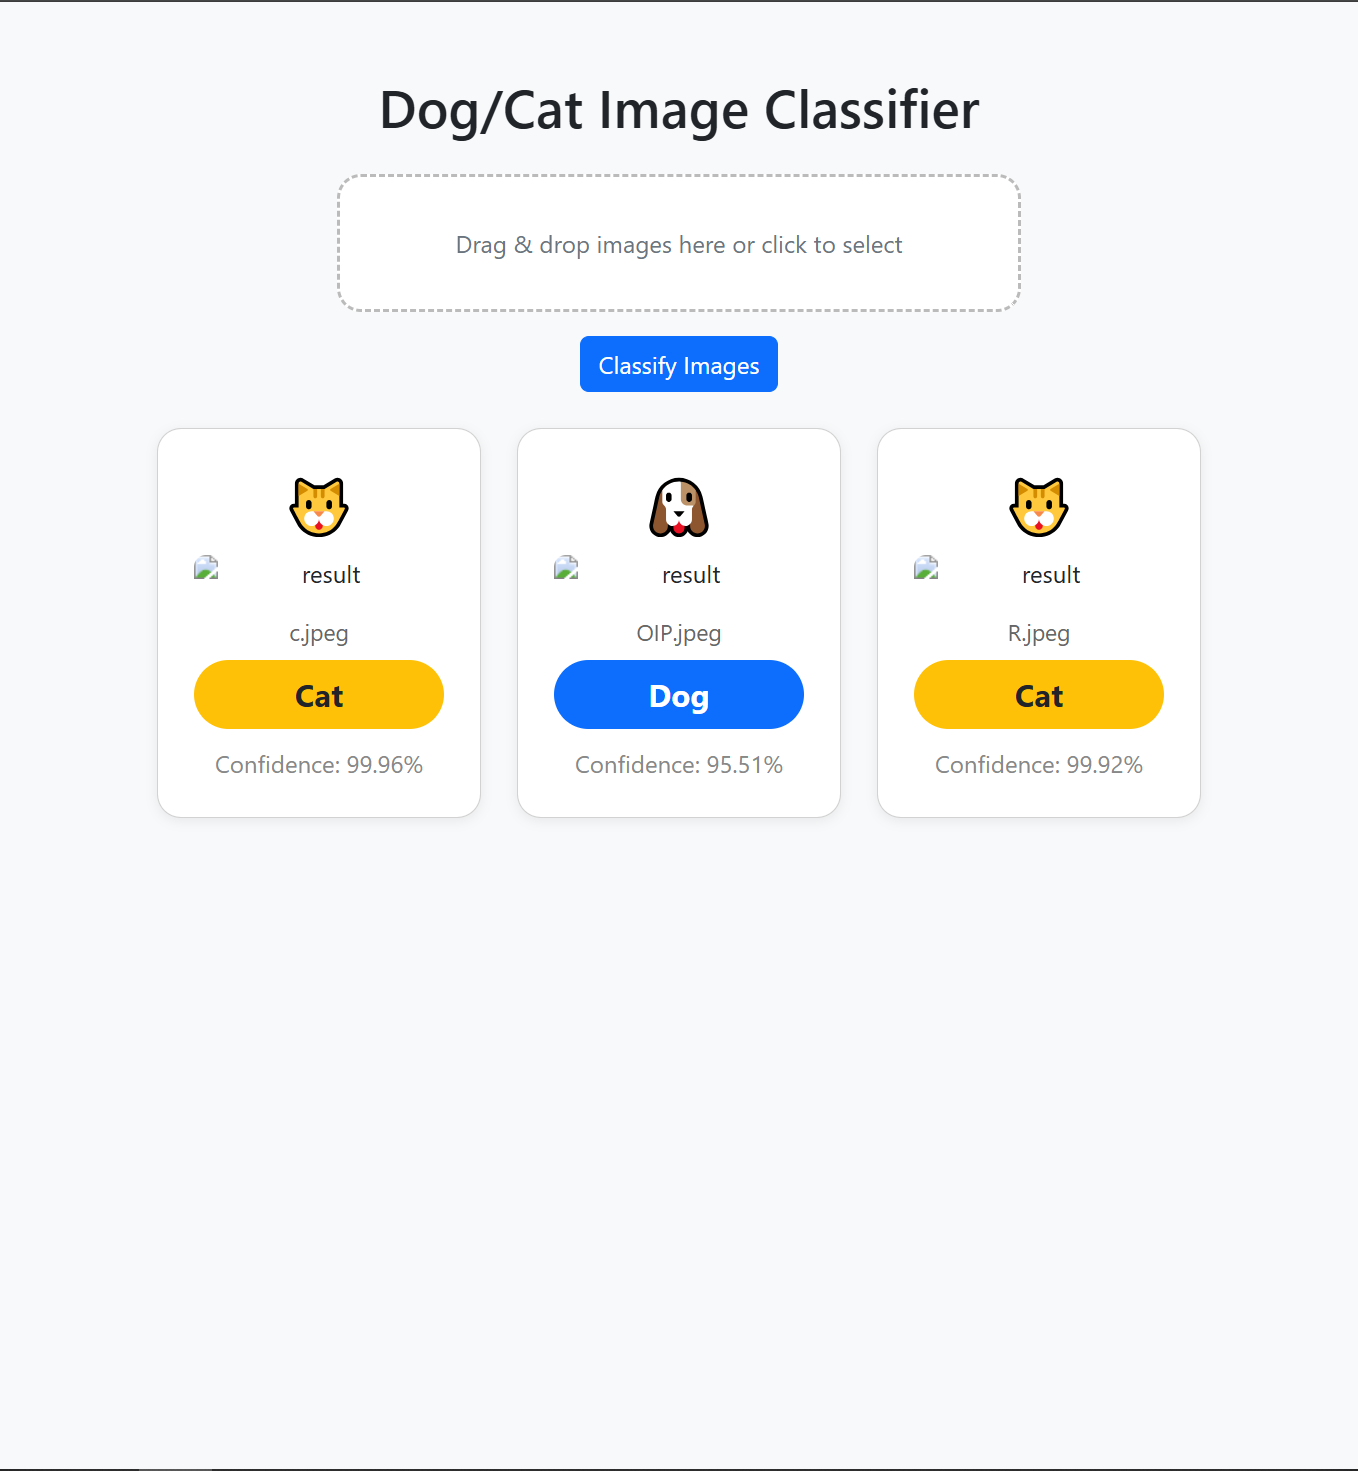 Dog/Cat Image Classifier
Drag & drop images here or click to select
Classify Images
result
c.jpeg
Cat
Confidence: 99.96%
result
OIP.jpeg
Dog
Confidence: 95.51%
result
R.jpeg
Cat
Confidence: 99.92%